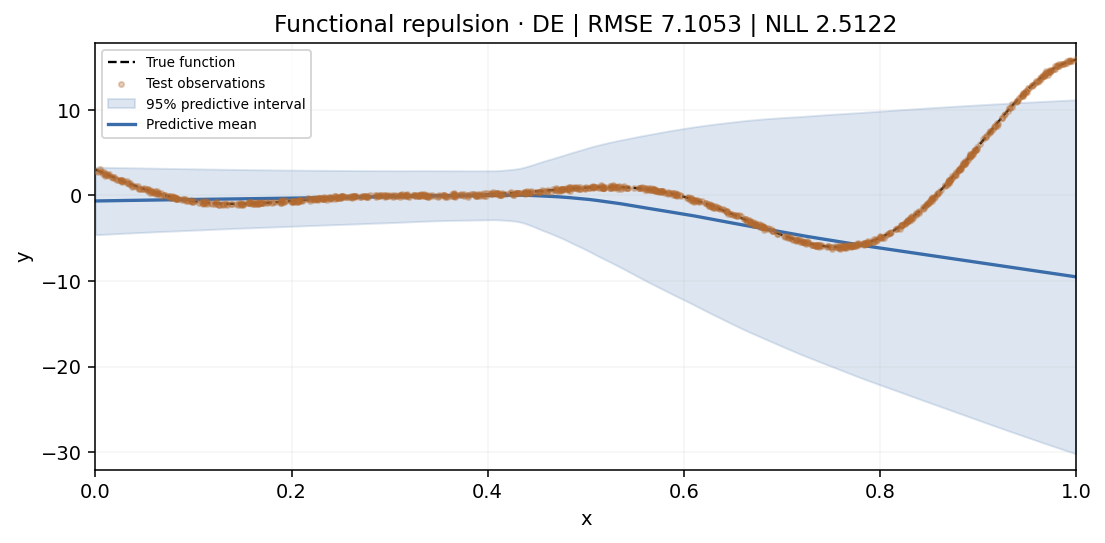 Functional repulsion · DE | RMSE 7.1053 | NLL 2.5122
True function
Test observations
95% predictive interval
Predictive mean
10
0
−10
−20
−30
y
0.0 0.2 0.4 0.6 0.8 1.0
x